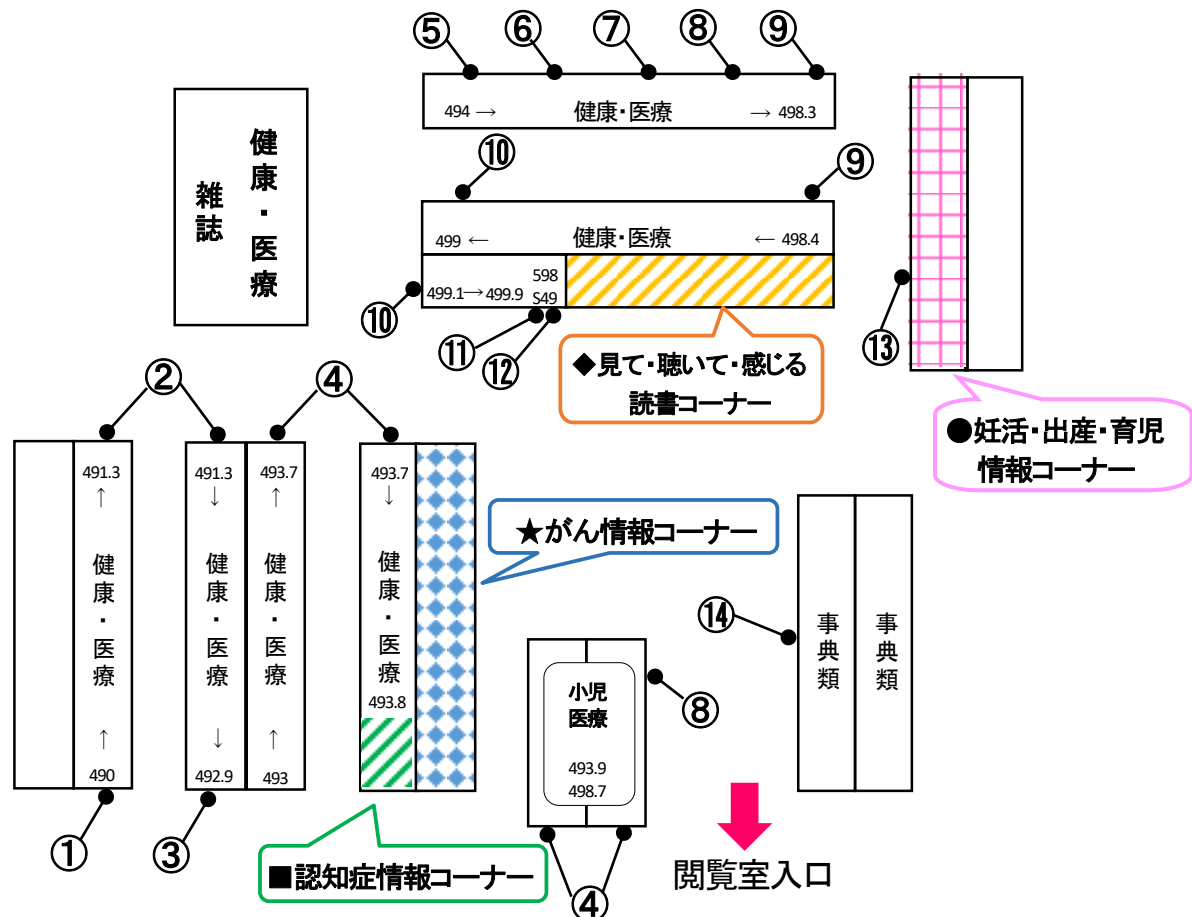 ⑤ ⑥ ⑦ ⑧ ⑨
494 → 健康・医療 → 498.3
健康・医療
雑誌
⑩ ⑨
499 ← 健康・医療 ← 498.4
598
499.1→499.9 S49
⑩
⑪
⑫
⑬
◆見て・聴いて・感じる
読書コーナー
●妊活・出産・育児
情報コーナー
② ④
491.3
↑
健康・医療
↑
490
①
491.3
↓
健康・医療
↓
492.9
③
493.7
↑
健康・医療
↑
493
493.7
↓
健康・医療
493.8
★がん情報コーナー
■認知症情報コーナー
小児
医療
493.9
498.7
⑧
④
⑭
事典類
事典類
閲覧室入口